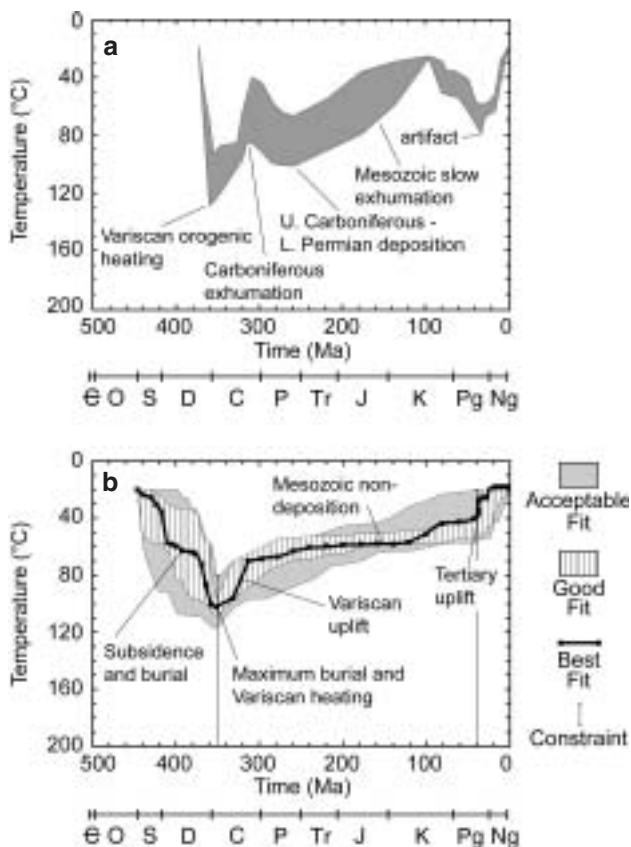 a
Temperature (°C)
0
40
80
120
160
200
artifact
Mesozoic slow
exhumation
U. Carboniferous -
L. Permian deposition
Variscan orogenic
heating
Carboniferous
exhumation
500 400 300 200 100 0
Time (Ma)
Є O S D C P Tr J K Pg Ng
b
Temperature (°C)
0
40
80
120
160
200
Mesozoic non-
deposition
Tertiary
uplift
Variscan
uplift
Subsidence
and burial
Maximum burial and
Variscan heating
500 400 300 200 100 0
Time (Ma)
Є O S D C P Tr J K Pg Ng
Acceptable
Fit
Good
Fit
Best
Fit
Constraint